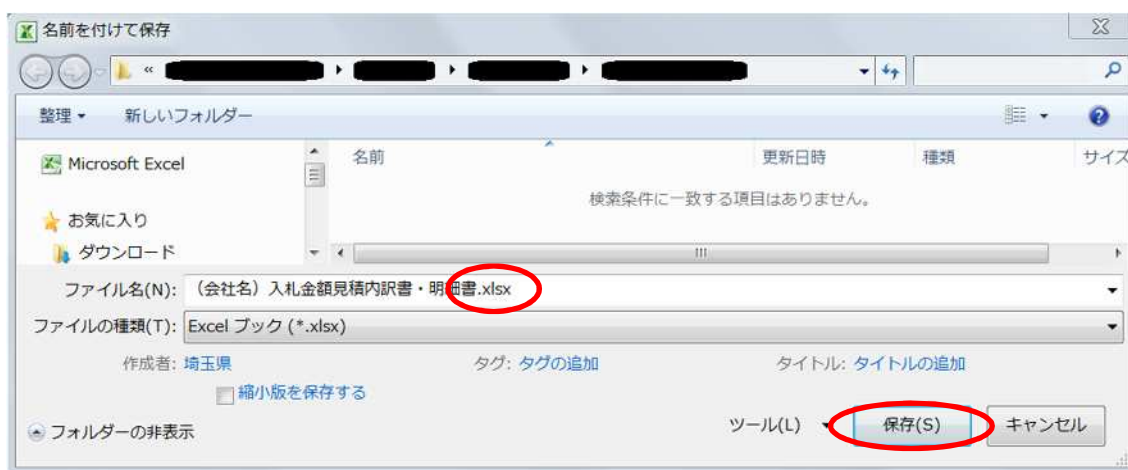 名前を付けて保存
«
整理 新しいフォルダー
Microsoft Excel
お気に入り
ダウンロード
名前 更新日時 種類 サイズ
検索条件に一致する項目はありません。
ファイル名(N): （会社名）入札金額見積内訳書・明細書.xlsx
ファイルの種類(T): Excel ブック (*.xlsx)
作成者: 埼玉県 タグ: タグの追加 タイトル: タイトルの追加
縮小版を保存する
フォルダーの非表示 ツール(L) 保存(S) キャンセル